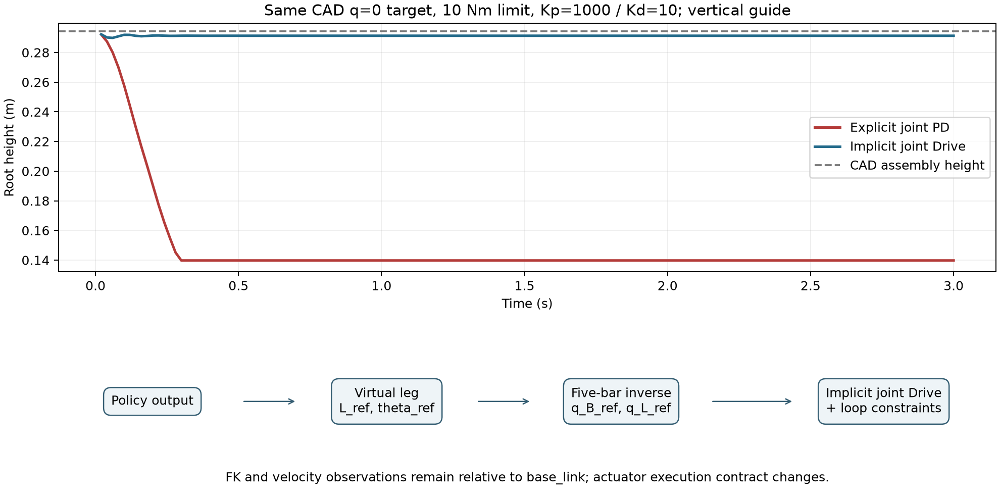 Same CAD q=0 target, 10 Nm limit, Kp=1000 / Kd=10; vertical guide
Root height (m)
0.28
0.26
0.24
0.22
0.20
0.18
0.16
0.14
Explicit joint PD
Implicit joint Drive
CAD assembly height
0.0 0.5 1.0 1.5 2.0 2.5 3.0
Time (s)
Policy output
Virtual leg
L_ref, theta_ref
Five-bar inverse
q_B_ref, q_L_ref
Implicit joint Drive
+ loop constraints
FK and velocity observations remain relative to base_link; actuator execution contract changes.